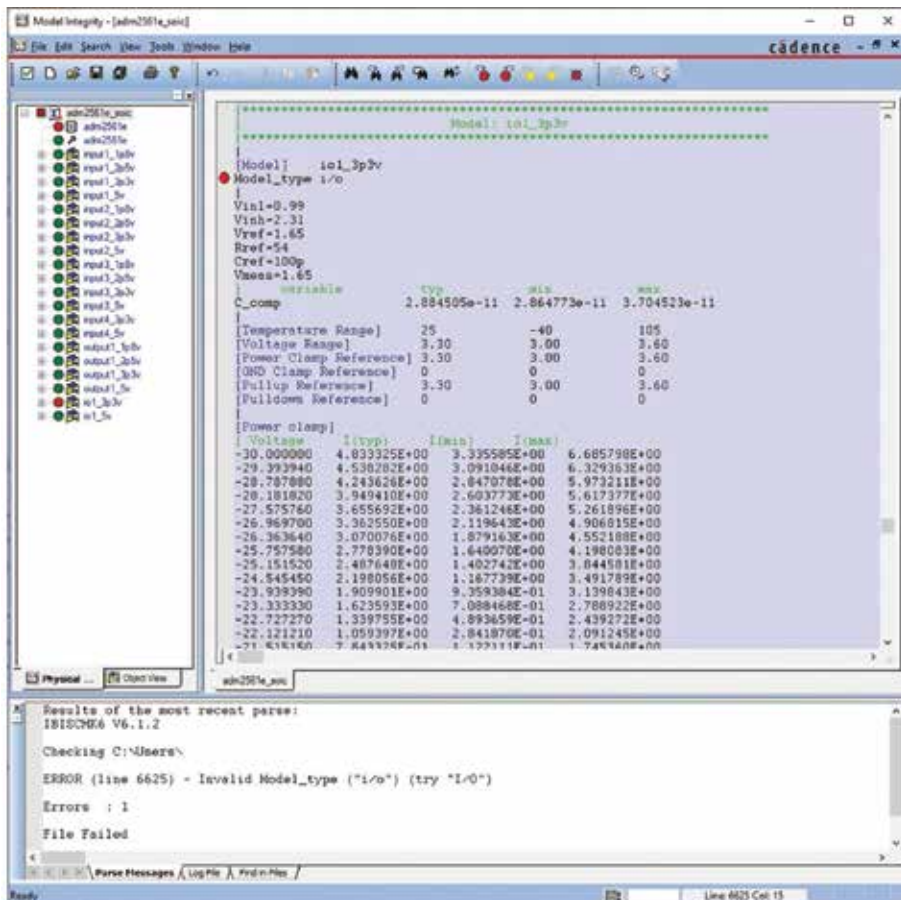 Model Integrity - [adm2561e_soic]
File Edit Search View Tools Window Help
cādence
adm2561e_soic
adm2561e
adm2561e
input1_1p8v
input1_2p5v
input1_3p3v
input1_5v
input2_1p8v
input2_2p5v
input2_3p3v
input2_5v
input3_1p8v
input3_2p5v
input3_3p3v
input3_5v
input4_3p3v
input4_5v
output1_1p8v
output1_2p5v
output1_3p3v
output1_5v
io1_3p3v
io1_5v
Physical ... Object View
Model: io1_3p3v
[Model] io1_3p3v
Model_type i/o
Vinl=0.99
Vinh=2.31
Vref=1.65
Rref=54
Cref=100p
Vmeas=1.65
| variable typ min max
C_comp 2.884505e-11 2.864773e-11 3.704523e-11
[Temperature Range] 25 -40 105
[Voltage Range] 3.30 3.00 3.60
[Power Clamp Reference] 3.30 3.00 3.60
[GND Clamp Reference] 0 0 0
[Pullup Reference] 3.30 3.00 3.60
[Pulldown Reference] 0 0 0
[Power clamp]
| Voltage I(typ) I(min) I(max)
-30.000000 4.833325E+00 3.335585E+00 6.685798E+00
-29.393940 4.538282E+00 3.091046E+00 6.329363E+00
-28.787880 4.243626E+00 2.847078E+00 5.973211E+00
-28.181820 3.949410E+00 2.603773E+00 5.617377E+00
-27.575760 3.655692E+00 2.361246E+00 5.261896E+00
-26.969700 3.362550E+00 2.119643E+00 4.906815E+00
-26.363640 3.070076E+00 1.879163E+00 4.552188E+00
-25.757580 2.778390E+00 1.640070E+00 4.198083E+00
-25.151520 2.487648E+00 1.402742E+00 3.844581E+00
-24.545450 2.198056E+00 1.167739E+00 3.491789E+00
-23.939390 1.909901E+00 9.359384E-01 3.139843E+00
-23.333330 1.623593E+00 7.088468E-01 2.788922E+00
-22.727270 1.339755E+00 4.893659E-01 2.439272E+00
-22.121210 1.059397E+00 2.841870E-01 2.091245E+00
-21.515150 7.843325E-01 1.122111E-01 1.745360E+00
adm2561e_soic
Results of the most recent parse:
IBISCHK6 V6.1.2
Checking C:\Users\
ERROR (line 6625) - Invalid Model_type ("i/o") (try "I/O")
Errors : 1
File Failed
Parse Messages Log File Find in Files
Ready
Line: 6625 Col: 15